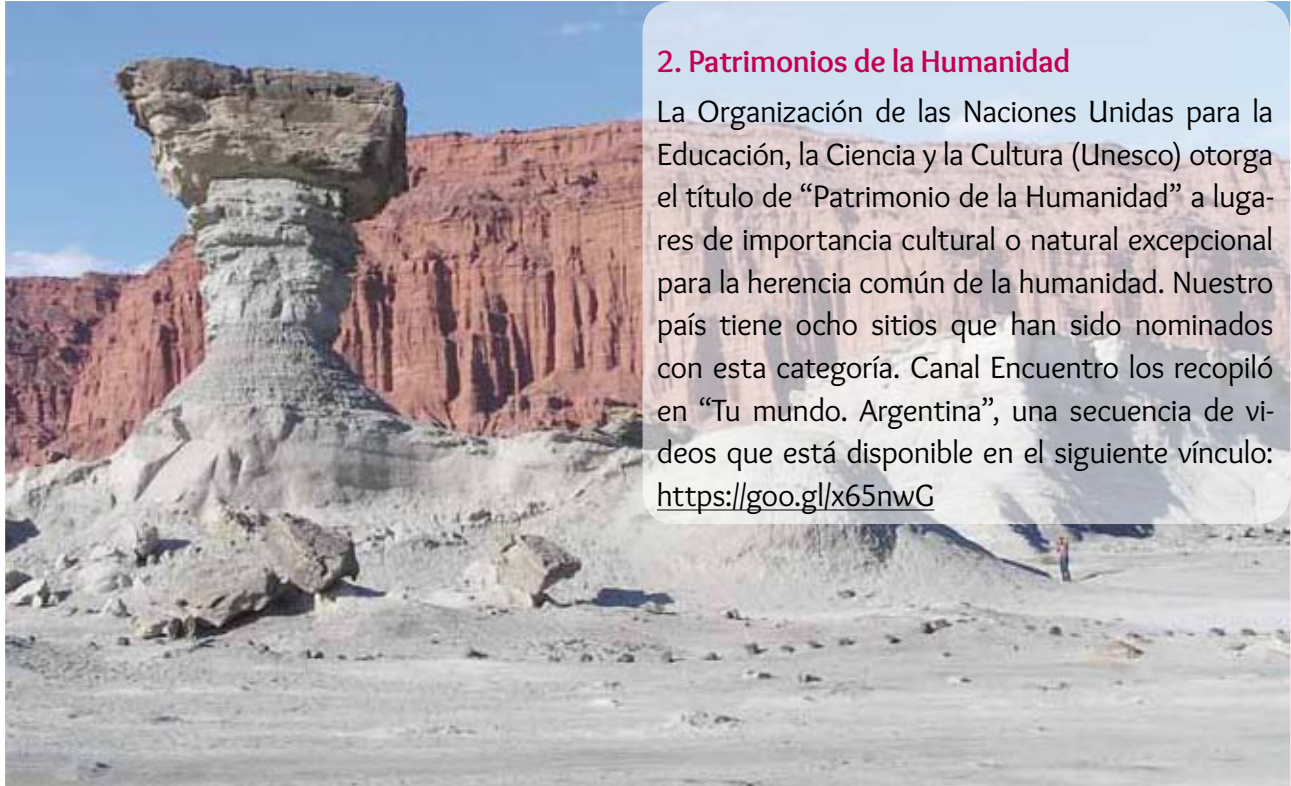 2. Patrimonios de la Humanidad
La Organización de las Naciones Unidas para la
Educación, la Ciencia y la Cultura (Unesco) otorga
el título de “Patrimonio de la Humanidad” a luga-
res de importancia cultural o natural excepcional
para la herencia común de la humanidad. Nuestro
país tiene ocho sitios que han sido nominados
con esta categoría. Canal Encuentro los recopiló
en “Tu mundo. Argentina”, una secuencia de vi-
deos que está disponible en el siguiente vínculo:
https://goo.gl/x65nwG